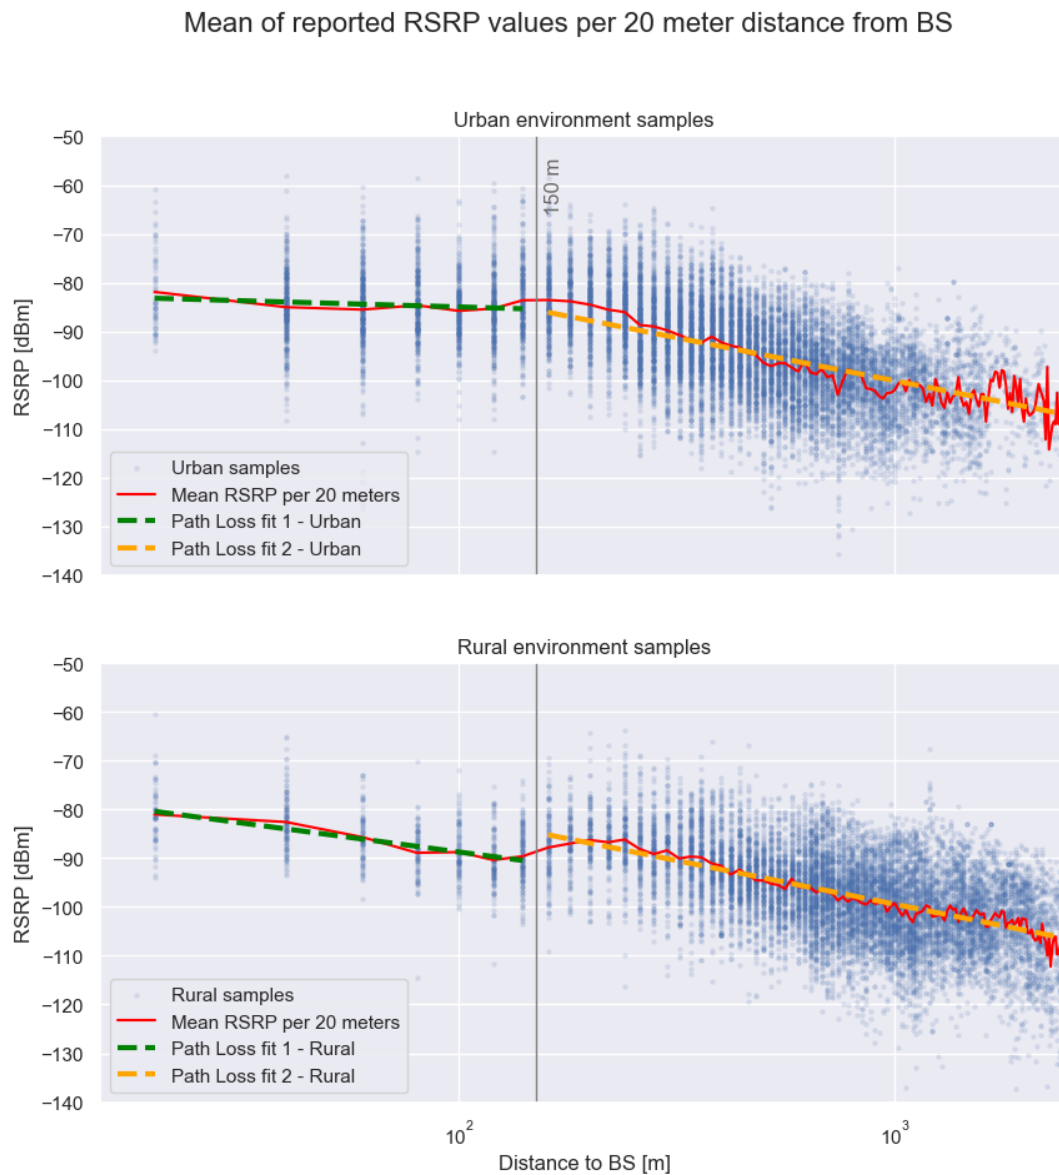 Mean of reported RSRP values per 20 meter distance from BS
Urban environment samples
−50
−60
−70
−80
−90
−100
−110
−120
−130
−140
RSRP [dBm]
150 m
Urban samples
Mean RSRP per 20 meters
Path Loss fit 1 - Urban
Path Loss fit 2 - Urban
Rural environment samples
−50
−60
−70
−80
−90
−100
−110
−120
−130
−140
RSRP [dBm]
Rural samples
Mean RSRP per 20 meters
Path Loss fit 1 - Rural
Path Loss fit 2 - Rural
10² 10³
Distance to BS [m]